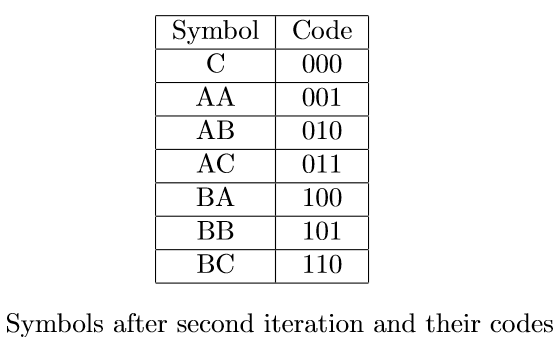 Symbol Code
C 000
AA 001
AB 010
AC 011
BA 100
BB 101
BC 110
Symbols after second iteration and their codes